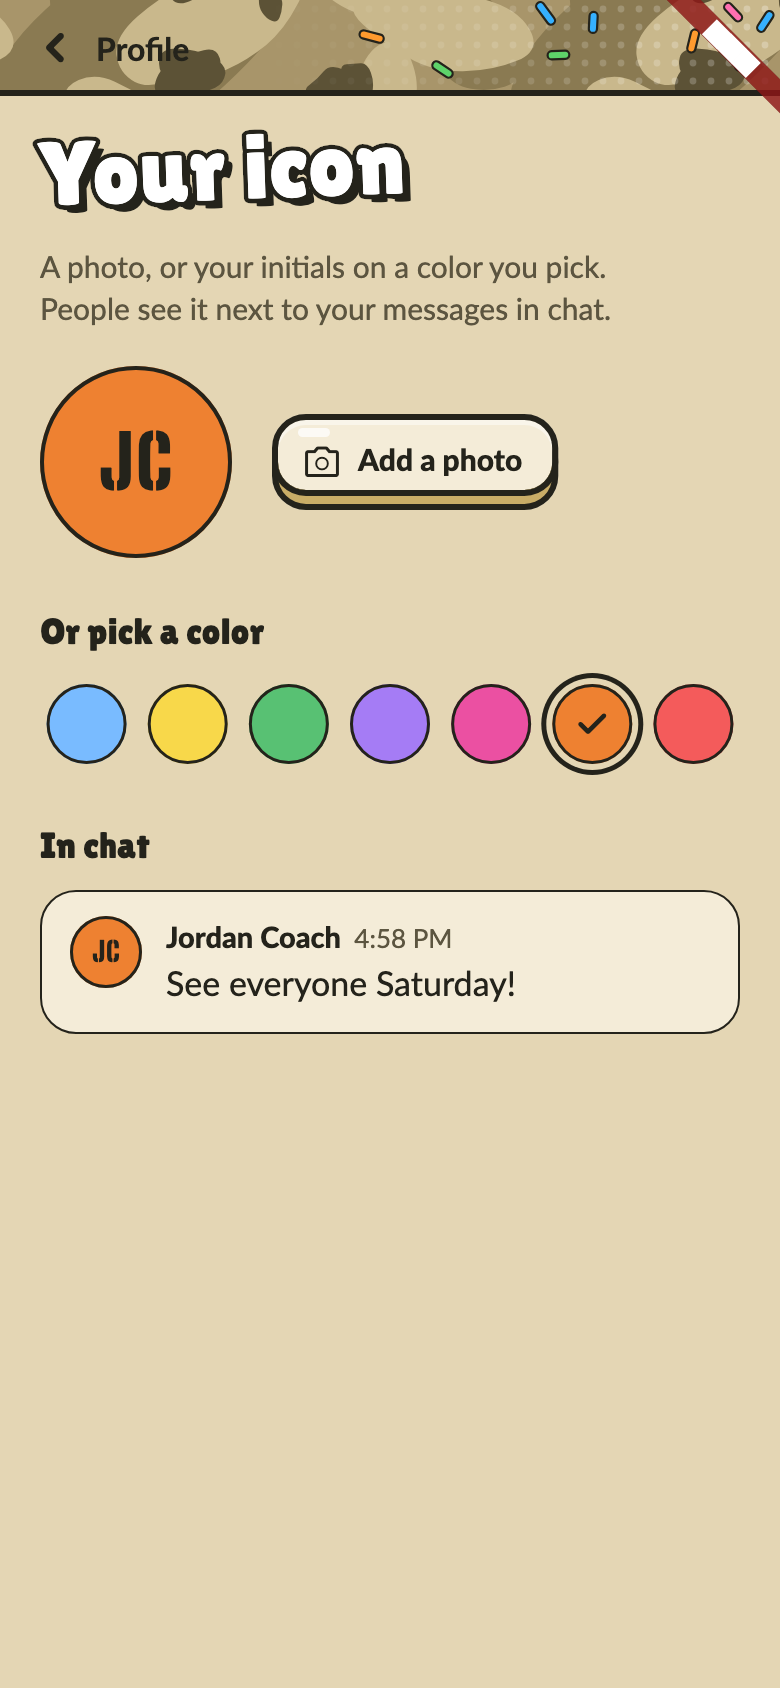 Profile
Your icon
A photo, or your initials on a color you pick.
People see it next to your messages in chat.
JC
Add a photo
Or pick a color
In chat
JC
Jordan Coach 4:58 PM
See everyone Saturday!